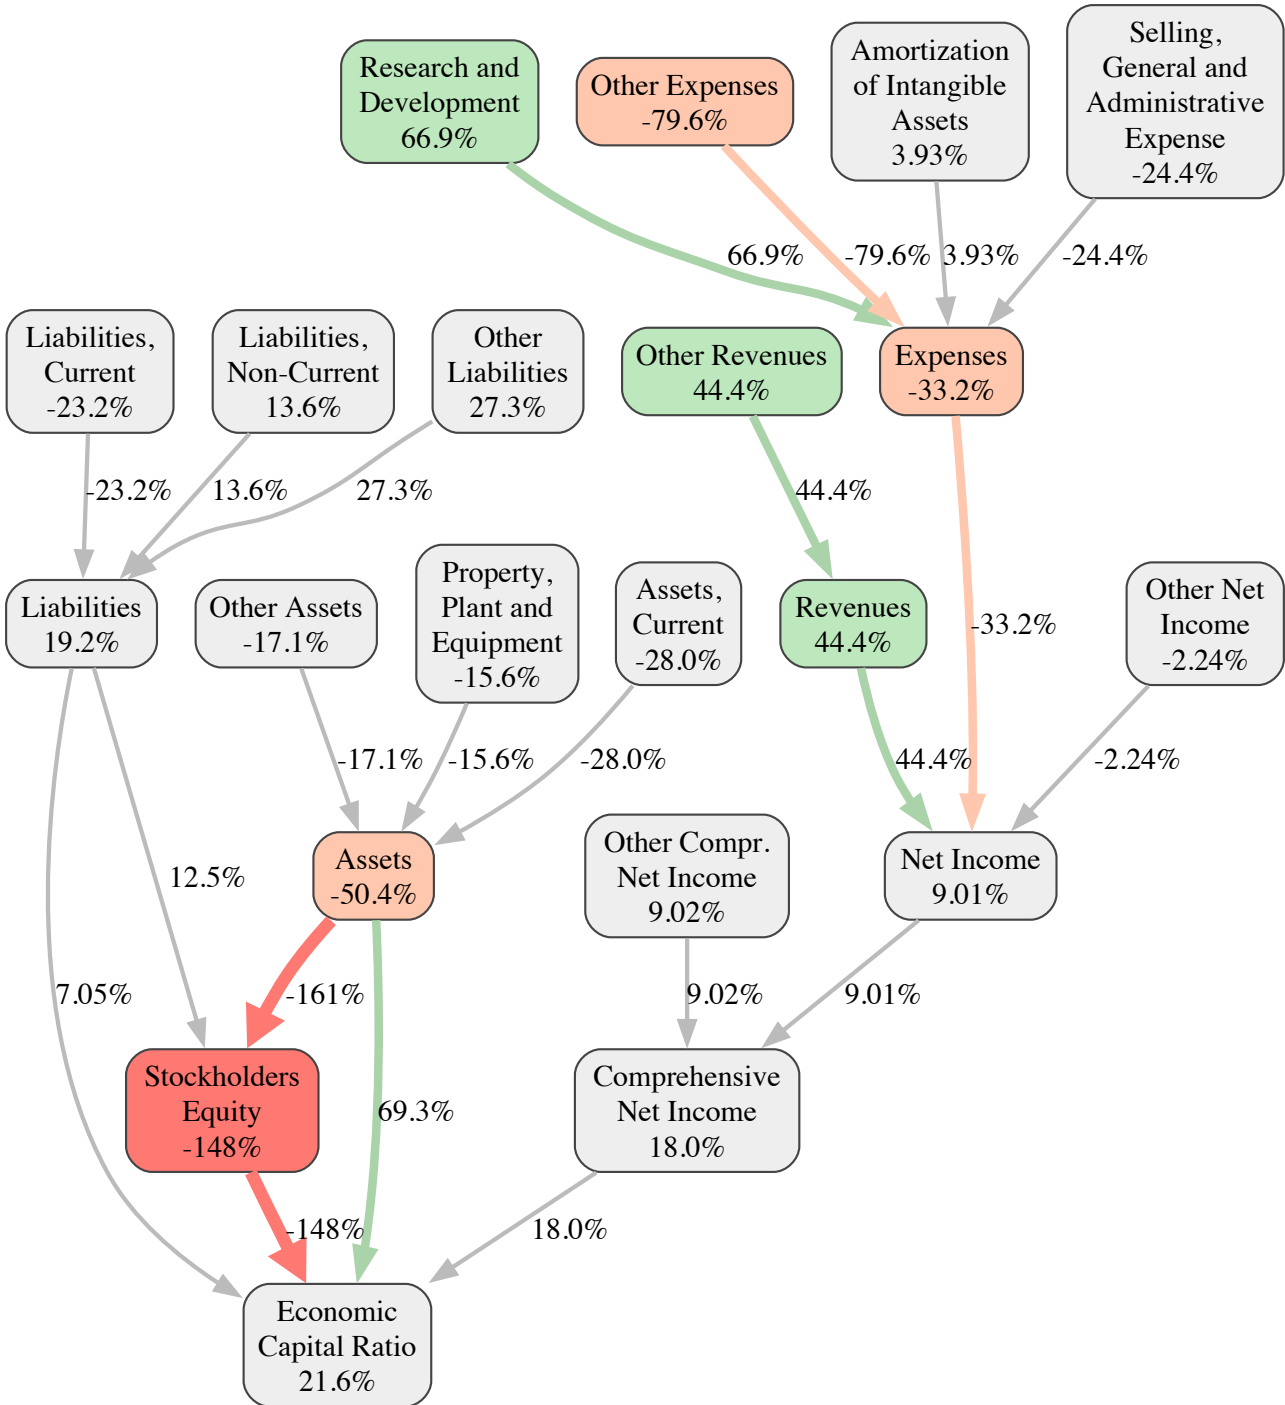 Research and
Development
66.9%
Other Expenses
-79.6%
Amortization
of Intangible
Assets
3.93%
Selling,
General and
Administrative
Expense
-24.4%
66.9%
-79.6%
3.93%
-24.4%
Liabilities,
Current
-23.2%
Liabilities,
Non-Current
13.6%
Other
Liabilities
27.3%
Other Revenues
44.4%
Expenses
-33.2%
-23.2%
13.6%
27.3%
44.4%
-33.2%
Liabilities
19.2%
Other Assets
-17.1%
Property,
Plant and
Equipment
-15.6%
Assets,
Current
-28.0%
Revenues
44.4%
Other Net
Income
-2.24%
-17.1%
-15.6%
-28.0%
44.4%
-2.24%
Assets
-50.4%
Other Compr.
Net Income
9.02%
Net Income
9.01%
12.5%
7.05%
-161%
9.02%
9.01%
Stockholders
Equity
-148%
69.3%
Comprehensive
Net Income
18.0%
-148%
18.0%
Economic
Capital Ratio
21.6%